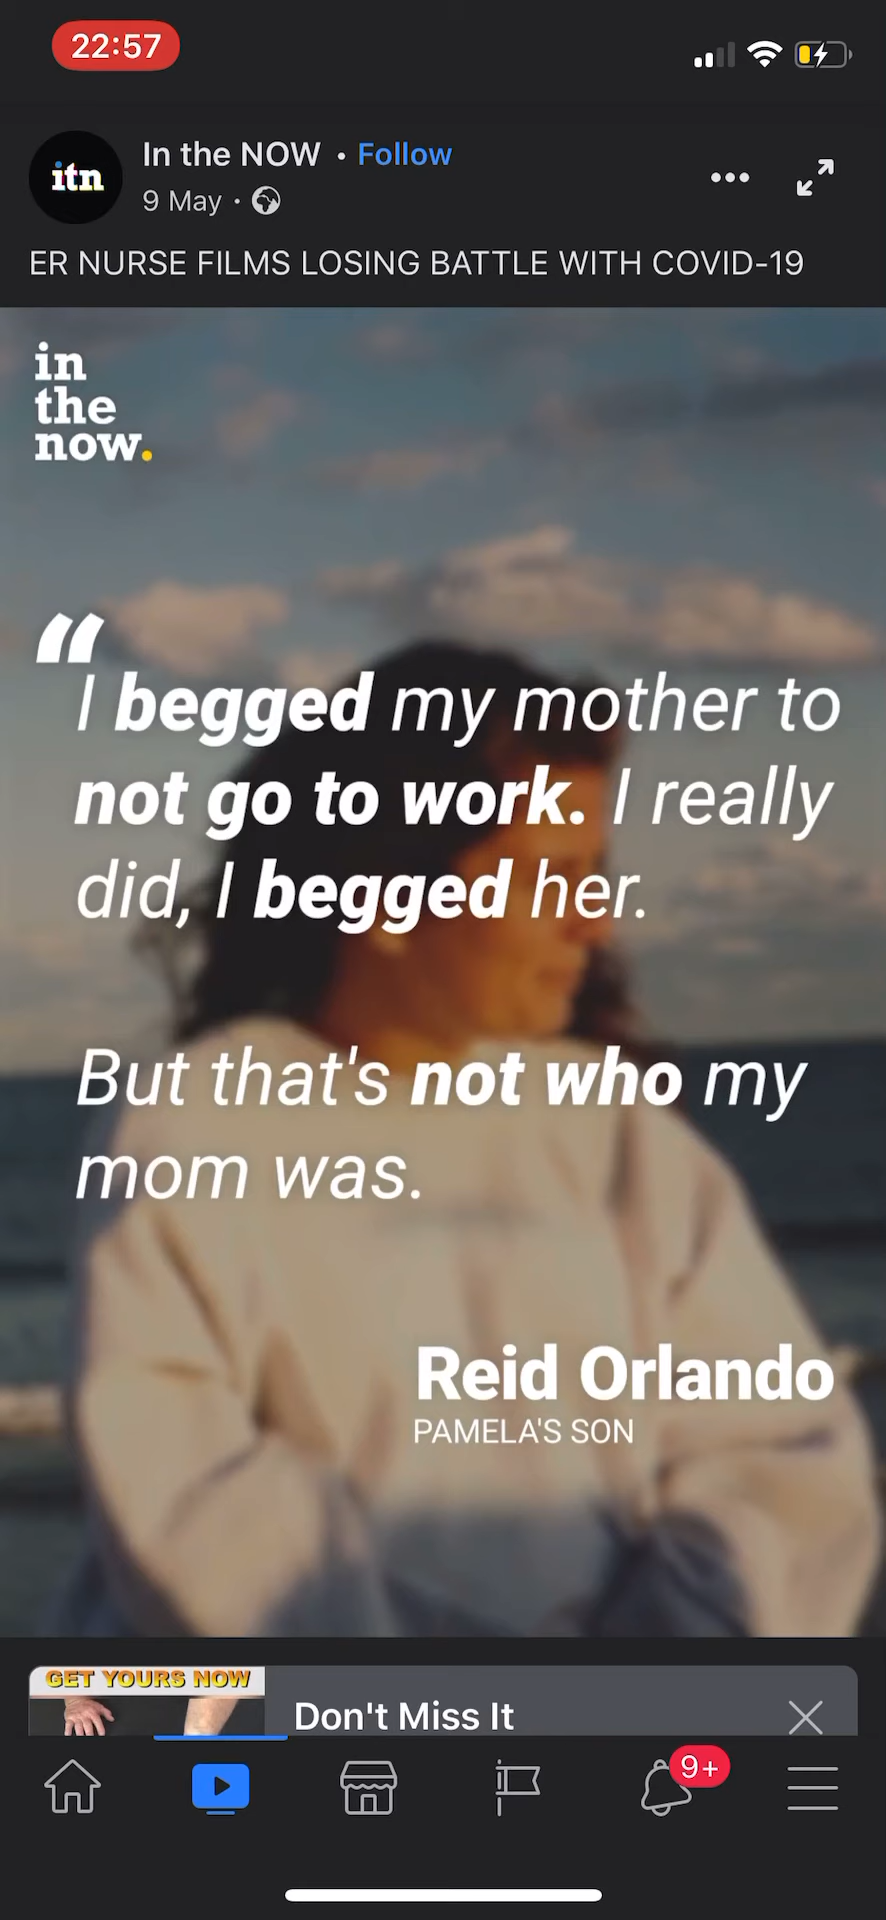 22:57
itn
In the NOW • Follow
9 May •
ER NURSE FILMS LOSING BATTLE WITH COVID-19
in
the
now.
“
I begged my mother to
not go to work. I really
did, I begged her.
But that's not who my
mom was.
Reid Orlando
PAMELA'S SON
GET YOURS NOW
Don't Miss It
9+